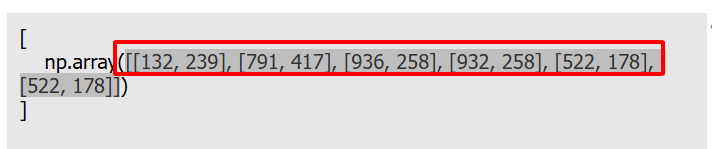 [
np.array([[132, 239], [791, 417], [936, 258], [932, 258], [522, 178],
[522, 178]])
]